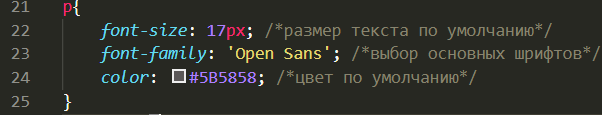 21 p{
22 font-size: 17px; /*размер текста по умолчанию*/
23 font-family: 'Open Sans'; /*выбор основных шрифтов*/
24 color: #5B5858; /*цвет по умолчанию*/
25 }